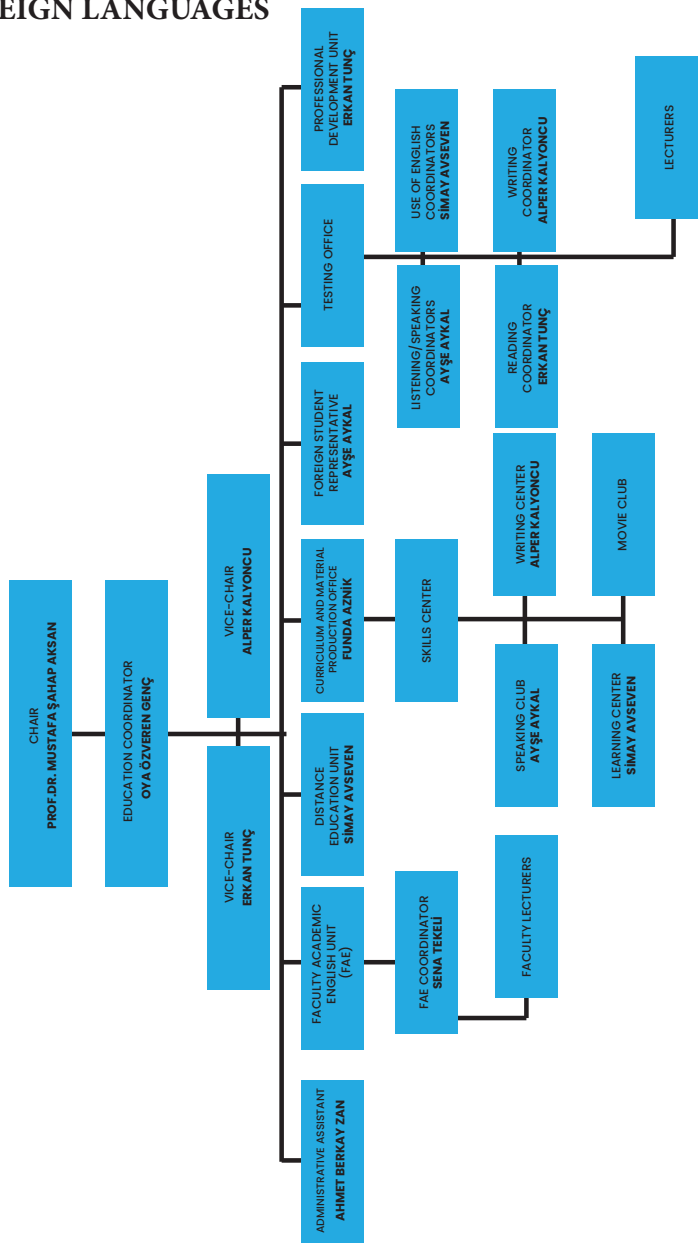 EIGN LANGUAGES
CHAIR
PROF.DR. MUSTAFA ŞAHAP AKSAN
EDUCATION COORDINATOR
OYA ÖZVEREN GENÇ
VICE-CHAIR
ERKAN TUNÇ
VICE-CHAIR
ALPER KALYONCU
ADMINISTRATIVE ASSISTANT
AHMET BERKAY ZAN
FACULTY ACADEMIC
ENGLISH UNIT
(FAE)
DISTANCE
EDUCATION UNIT
SİMAY AVSEVEN
CURRICULUM AND MATERIAL
PRODUCTION OFFICE
FUNDA AZNİK
FOREIGN STUDENT
REPRESENTATIVE
AYŞE AYKAL
TESTING OFFICE
PROFESSIONAL
DEVELOPMENT UNIT
ERKAN TUNÇ
FAE COORDINATOR
SENA TEKELİ
SKILLS CENTER
LISTENING/SPEAKING
COORDINATORS
AYŞE AYKAL
USE OF ENGLISH
COORDINATORS
SİMAY AVSEVEN
FACULTY LECTURERS
SPEAKING CLUB
AYŞE AYKAL
WRITING CENTER
ALPER KALYONCU
READING
COORDINATOR
ERKAN TUNÇ
WRITING
COORDINATOR
ALPER KALYONCU
LEARNING CENTER
SİMAY AVSEVEN
MOVIE CLUB
LECTURERS